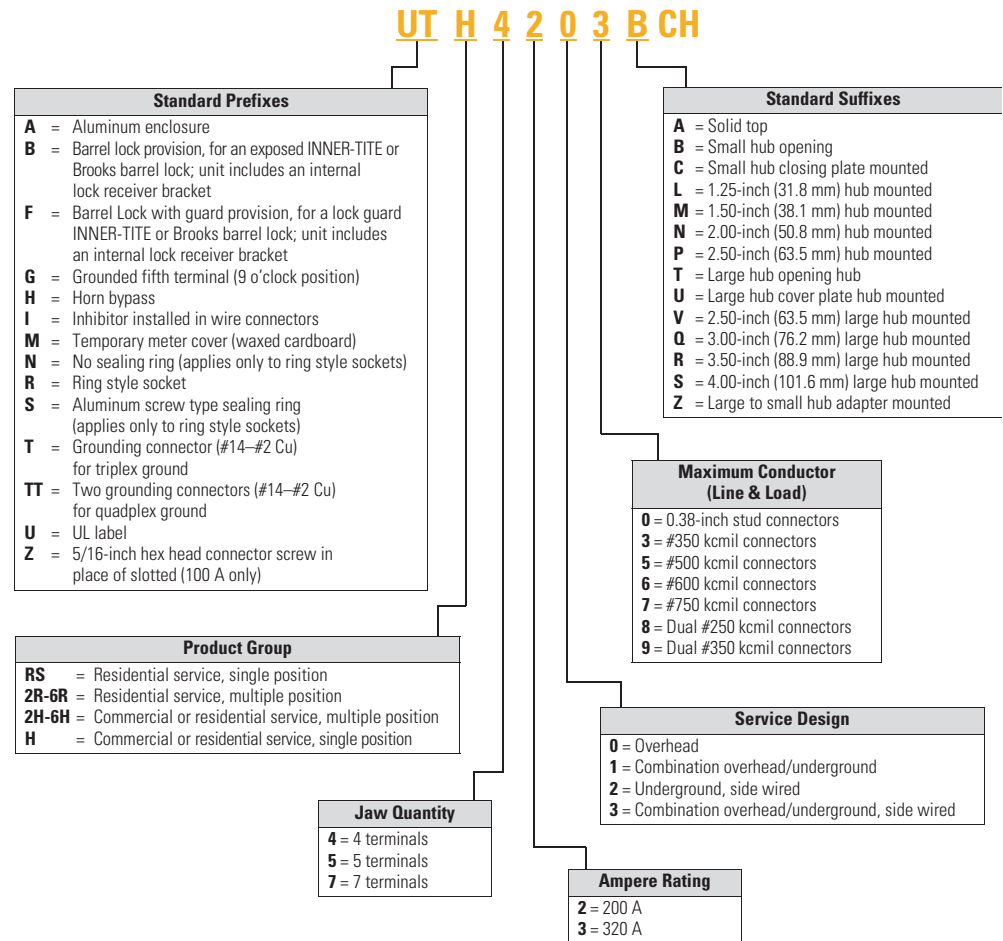 UT H 4 2 0 3 B CH
Standard Prefixes
A = Aluminum enclosure
B = Barrel lock provision, for an exposed INNER-TITE or
Brooks barrel lock; unit includes an internal
lock receiver bracket
F = Barrel Lock with guard provision, for a lock guard
INNER-TITE or Brooks barrel lock; unit includes
an internal lock receiver bracket
G = Grounded fifth terminal (9 o'clock position)
H = Horn bypass
I = Inhibitor installed in wire connectors
M = Temporary meter cover (waxed cardboard)
N = No sealing ring (applies only to ring style sockets)
R = Ring style socket
S = Aluminum screw type sealing ring
(applies only to ring style sockets)
T = Grounding connector (#14–#2 Cu)
for triplex ground
TT = Two grounding connectors (#14–#2 Cu)
for quadplex ground
U = UL label
Z = 5/16-inch hex head connector screw in
place of slotted (100 A only)
Standard Suffixes
A = Solid top
B = Small hub opening
C = Small hub closing plate mounted
L = 1.25-inch (31.8 mm) hub mounted
M = 1.50-inch (38.1 mm) hub mounted
N = 2.00-inch (50.8 mm) hub mounted
P = 2.50-inch (63.5 mm) hub mounted
T = Large hub opening hub
U = Large hub cover plate hub mounted
V = 2.50-inch (63.5 mm) large hub mounted
Q = 3.00-inch (76.2 mm) large hub mounted
R = 3.50-inch (88.9 mm) large hub mounted
S = 4.00-inch (101.6 mm) large hub mounted
Z = Large to small hub adapter mounted
Maximum Conductor
(Line & Load)
0 = 0.38-inch stud connectors
3 = #350 kcmil connectors
5 = #500 kcmil connectors
6 = #600 kcmil connectors
7 = #750 kcmil connectors
8 = Dual #250 kcmil connectors
9 = Dual #350 kcmil connectors
Product Group
RS = Residential service, single position
2R-6R = Residential service, multiple position
2H-6H = Commercial or residential service, multiple position
H = Commercial or residential service, single position
Service Design
0 = Overhead
1 = Combination overhead/underground
2 = Underground, side wired
3 = Combination overhead/underground, side wired
Jaw Quantity
4 = 4 terminals
5 = 5 terminals
7 = 7 terminals
Ampere Rating
2 = 200 A
3 = 320 A